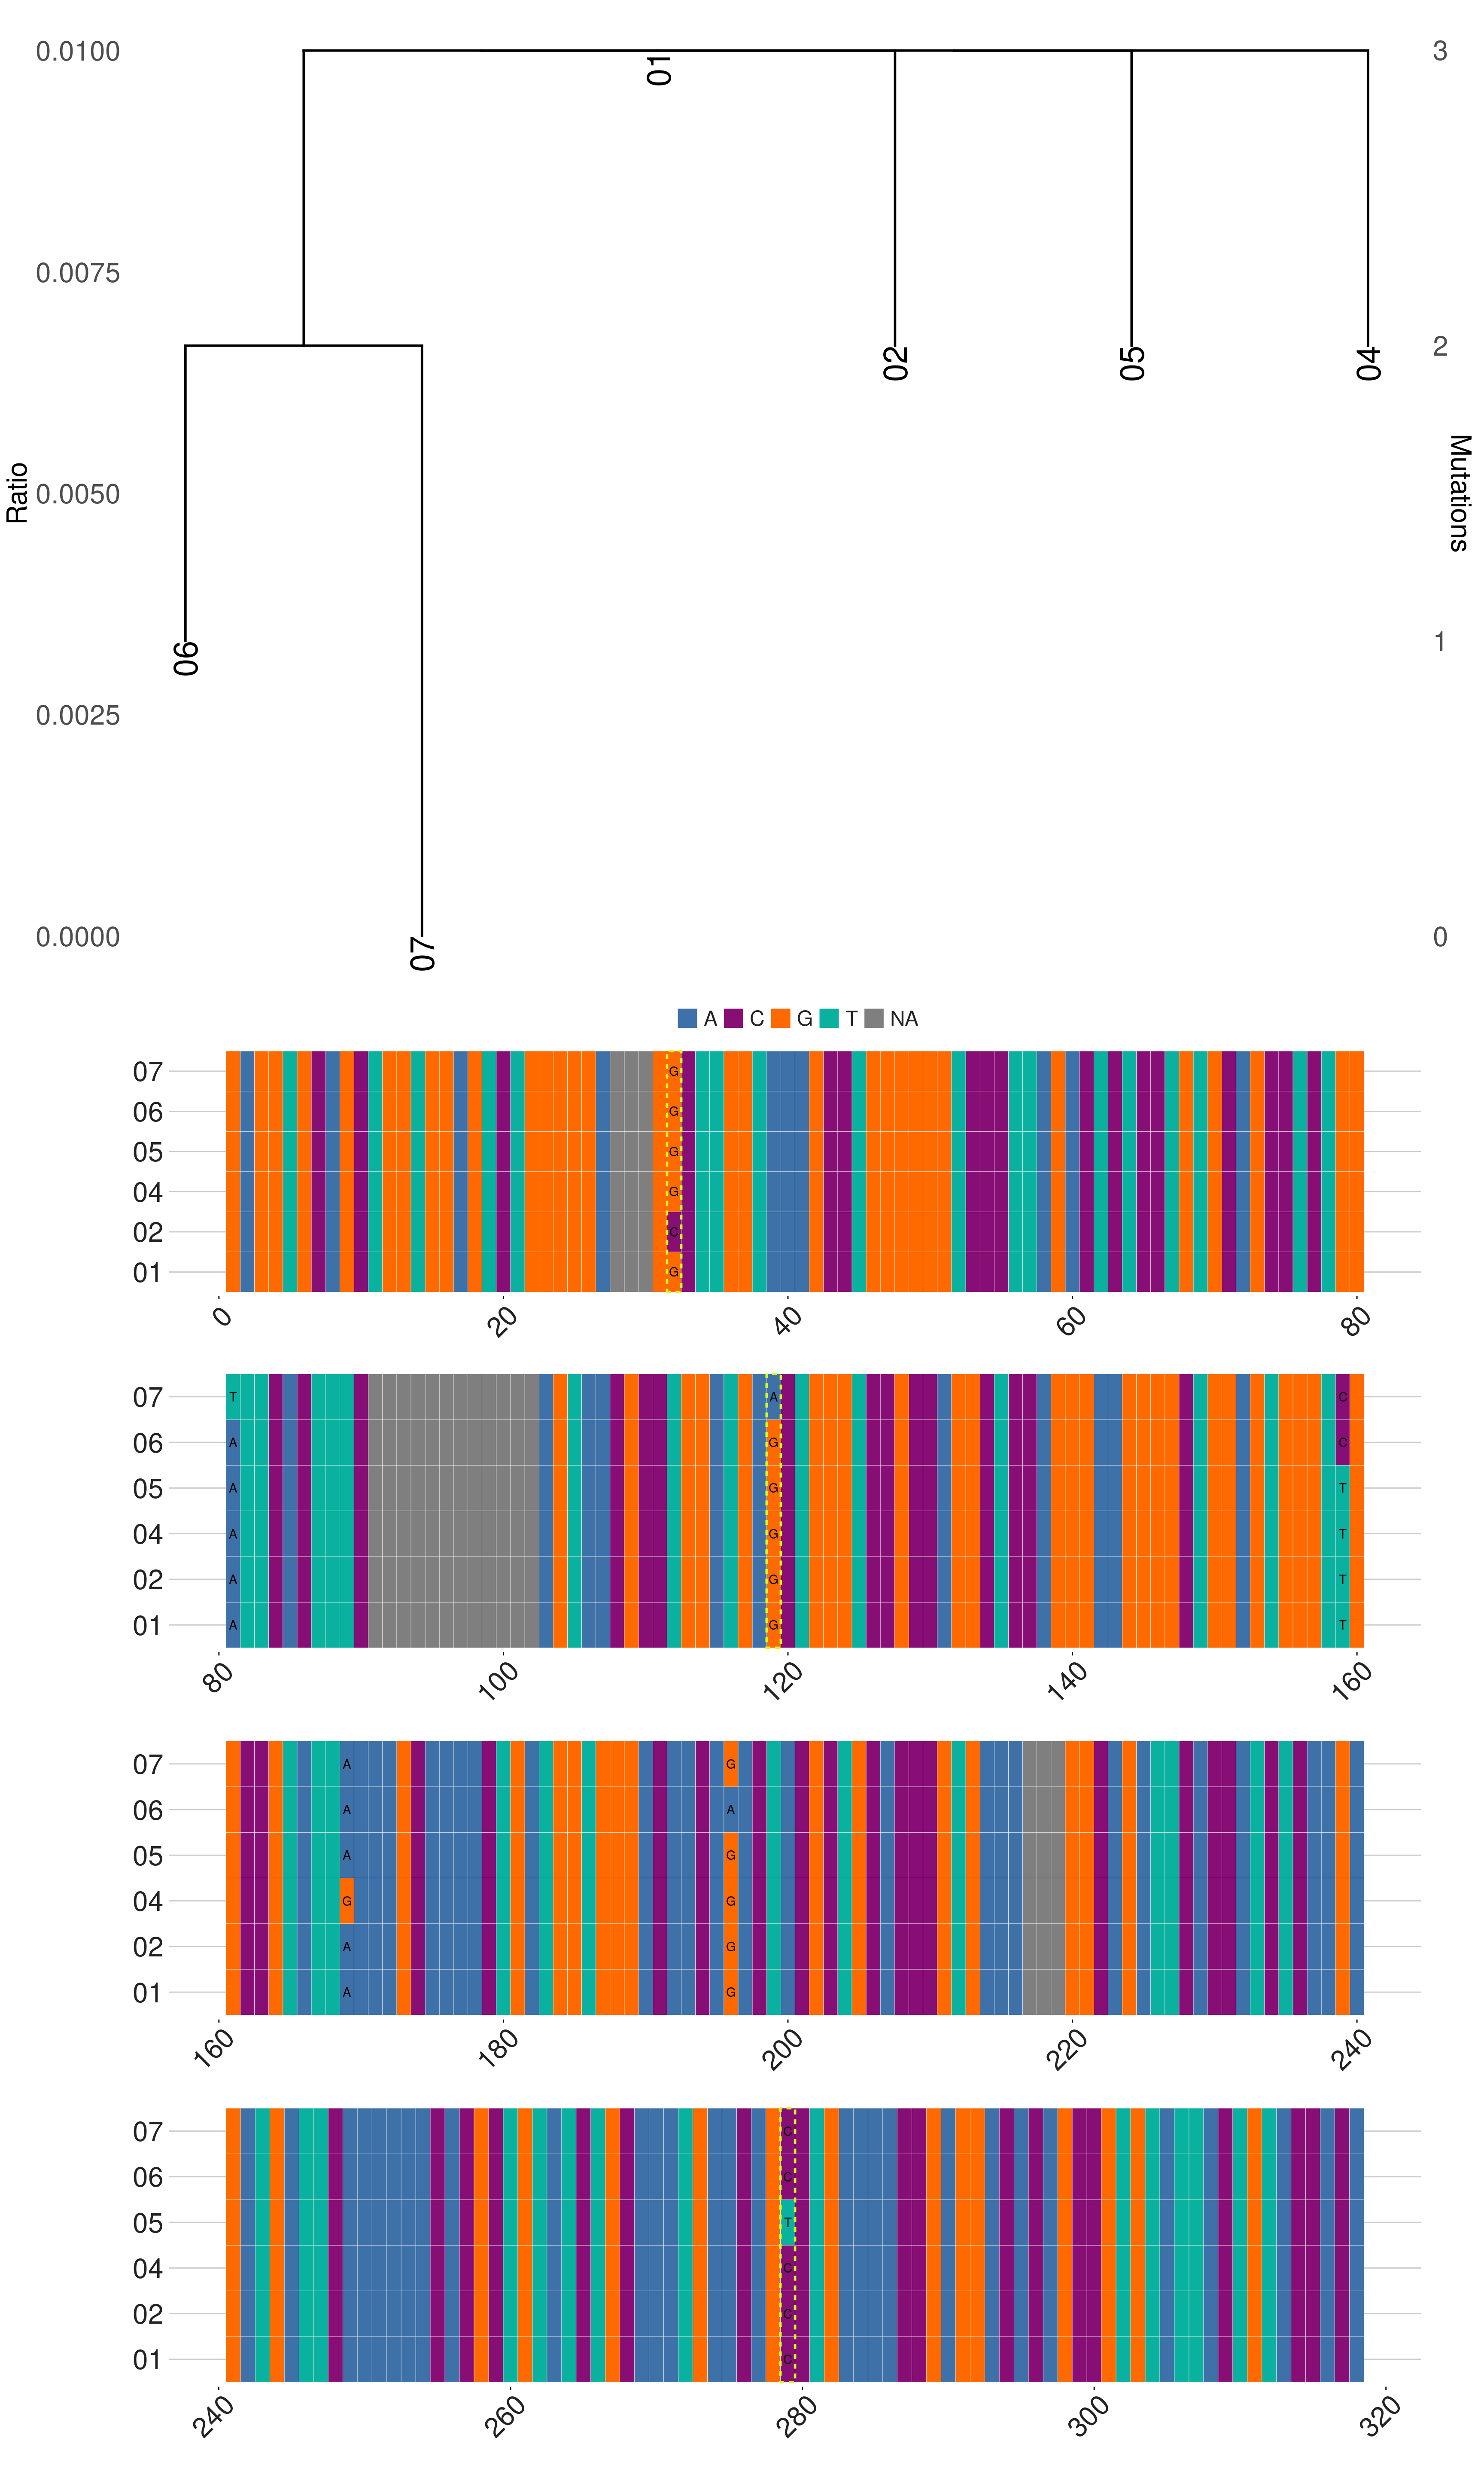 0.0100
3
01
0.0075
02
05
04
2
Ratio
0.0050
Mutations
06
1
0.0025
0.0000
07
0
A C G T NA
07 G
06 G
05 G
04 G
02 C
01 G
0 20 40 60 80
07 T A C
06 A G C
05 A G T
04 A G T
02 A G T
01 A G T
80 100 120 140 160
07 A G
06 A A
05 A G
04 G G
02 A G
01 A G
160 180 200 220 240
07 C
06 C
05 T
04 C
02 C
01 C
240 260 280 300 320